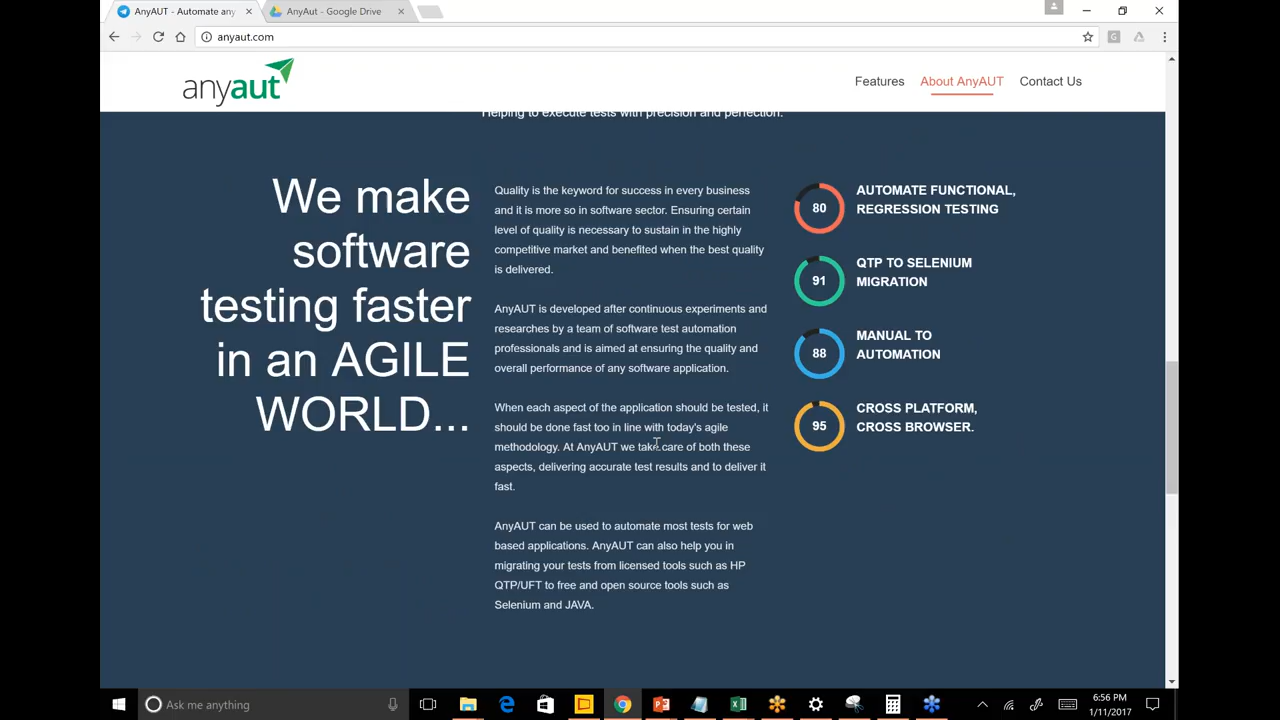 AnyAUT - Automate any
AnyAut - Google Drive
anyaut.com
anyaut
Features
About AnyAUT
Contact Us
Helping to execute tests with precision and perfection.
We make
software
testing faster
in an AGILE
WORLD...
Quality is the keyword for success in every business
and it is more so in software sector. Ensuring certain
level of quality is necessary to sustain in the highly
competitive market and benefited when the best quality
is delivered.
AnyAUT is developed after continuous experiments and
researches by a team of software test automation
professionals and is aimed at ensuring the quality and
overall performance of any software application.
When each aspect of the application should be tested, it
should be done fast too in line with today's agile
methodology. At AnyAUT we take care of both these
aspects, delivering accurate test results and to deliver it
fast.
AnyAUT can be used to automate most tests for web
based applications. AnyAUT can also help you in
migrating your tests from licensed tools such as HP
QTP/UFT to free and open source tools such as
Selenium and JAVA.
80
AUTOMATE FUNCTIONAL,
REGRESSION TESTING
91
QTP TO SELENIUM
MIGRATION
88
MANUAL TO
AUTOMATION
95
CROSS PLATFORM,
CROSS BROWSER.
Ask me anything
6:56 PM
1/11/2017